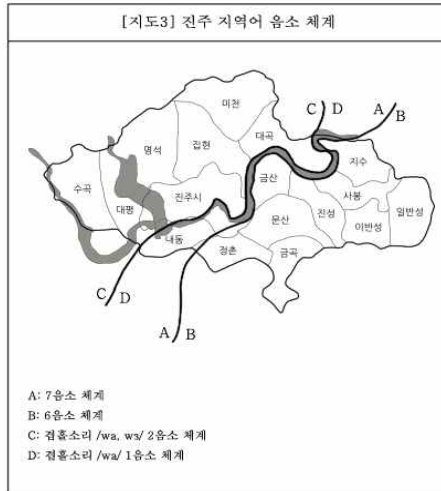 [지도3] 진주 지역어 음소 체계
미천
C D
A
B
명석
집현
대곡
지수
수곡
대평
진주시
금산
사봉
일반성
문산
진성
이반성
내동
정촌
금곡
C
D
A B
A: 7음소 체계
B: 6음소 체계
C: 겹홀소리 /wa, wɜ/ 2음소 체계
D: 겹홀소리 /wa/ 1음소 체계